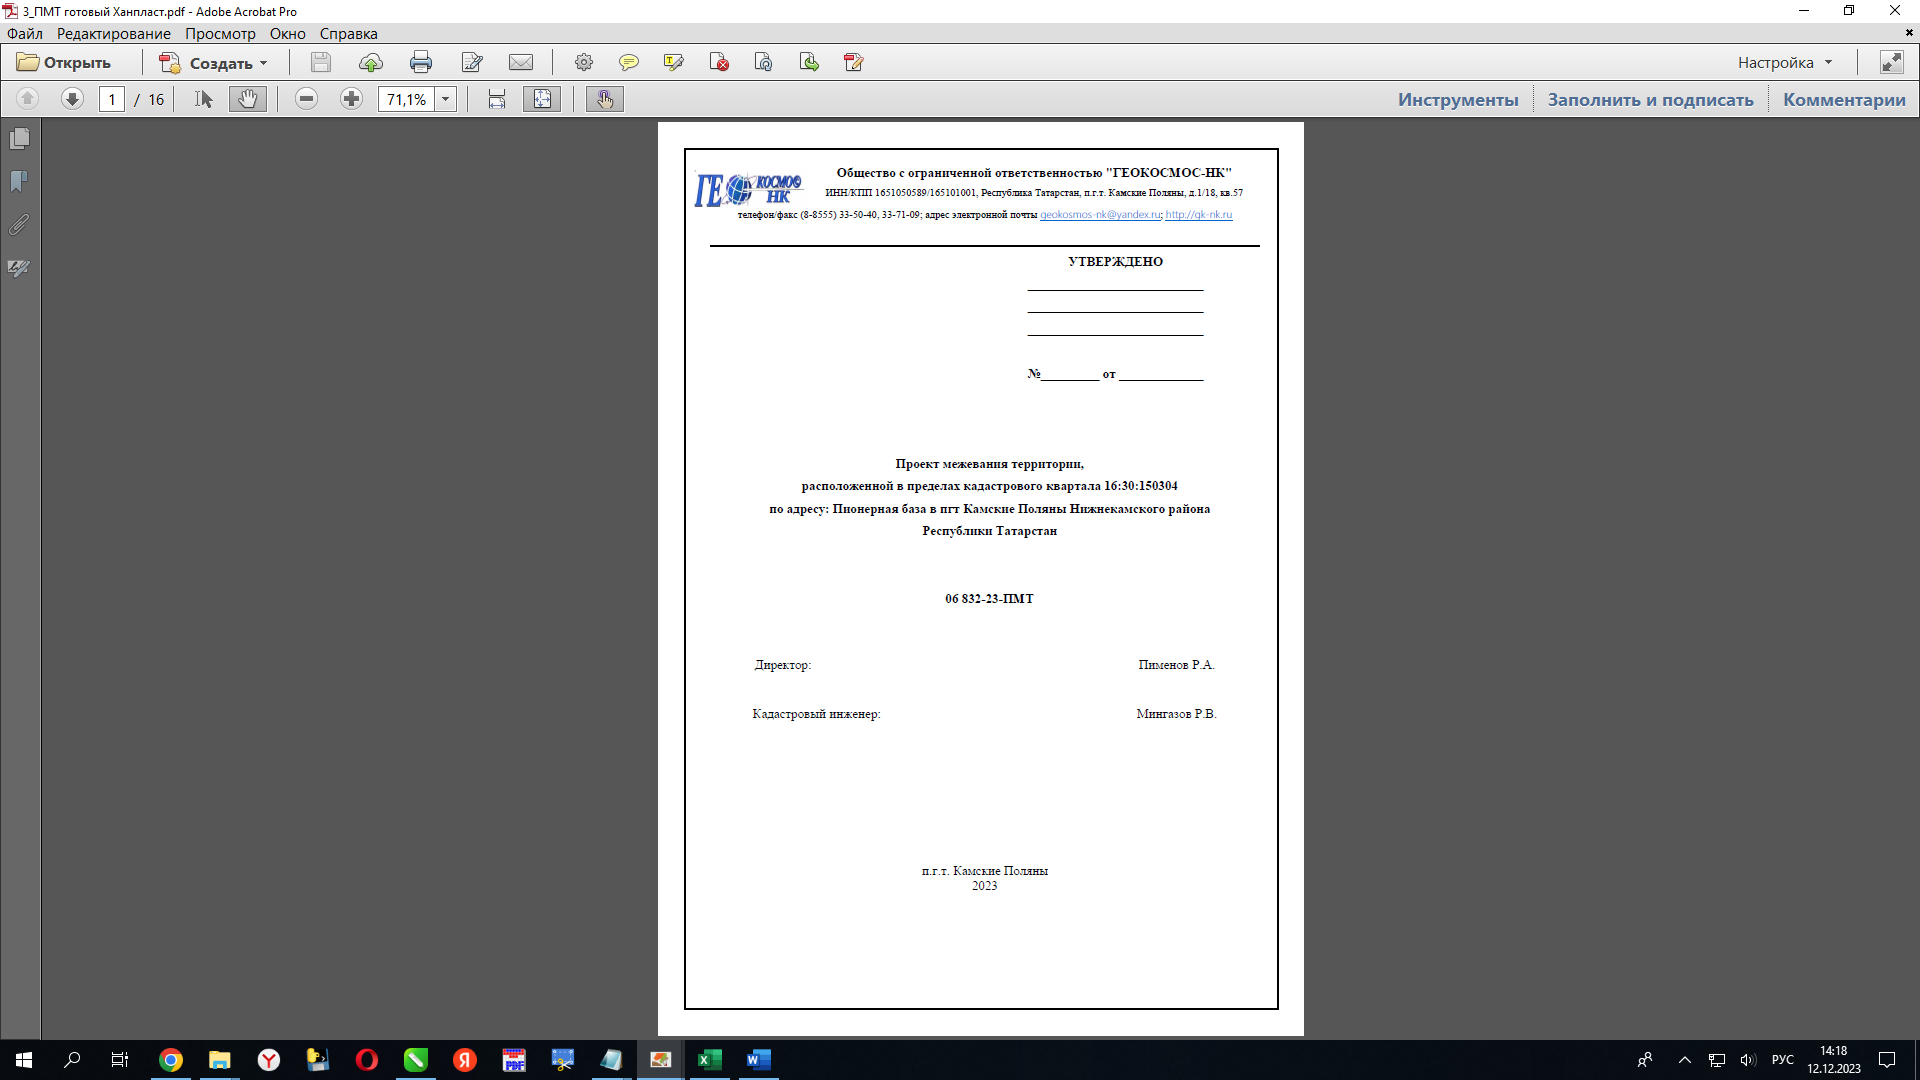 3_ПМТ готовый Ханпласт.pdf - Adobe Acrobat Pro
Файл Редактирование Просмотр Окно Справка
Открыть Создать Настройка
1 / 16 71,1% Инструменты Заполнить и подписать Комментарии
ГЕ КОСМОС НК
Общество с ограниченной ответственностью "ГЕОКОСМОС-НК"
ИНН/КПП 1651050589/165101001, Республика Татарстан, п.г.т. Камские Поляны, д.1/18, кв.57
телефон/факс (8-8555) 33-50-40, 33-71-09; адрес электронной почты geokosmos-nk@yandex.ru; http://gk-nk.ru
УТВЕРЖДЕНО
№_________ от _____________
Проект межевания территории,
расположенной в пределах кадастрового квартала 16:30:150304
по адресу: Пионерная база в пгт Камские Поляны Нижнекамского района
Республики Татарстан
06 832-23-ПМТ
Директор: Пименов Р.А.
Кадастровый инженер: Мингазов Р.В.
п.г.т. Камские Поляны
2023
РУС
14:18
12.12.2023